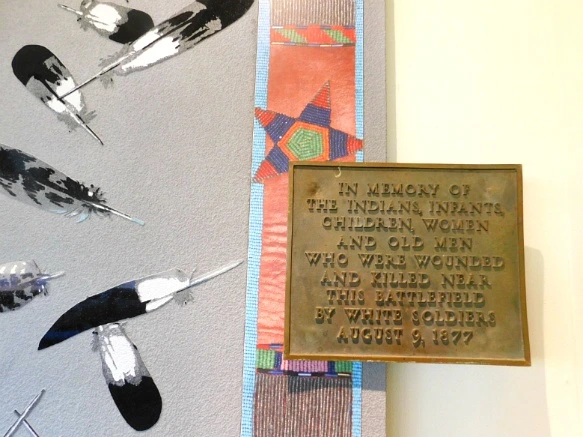 IN MEMORY OF
THE INDIANS, INFANTS,
CHILDREN, WOMEN
AND OLD MEN
WHO WERE WOUNDED
AND KILLED NEAR
THIS BATTLEFIELD
BY WHITE SOLDIERS
AUGUST 9, 1877